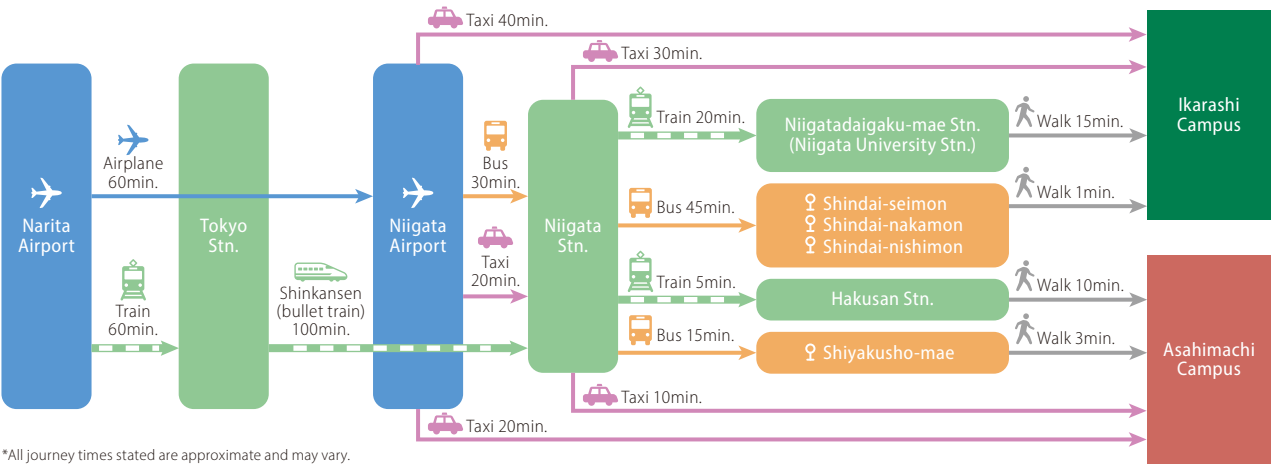 Taxi 40min.
Taxi 30min.
Narita
Airport
Airplane
60min.
Train
60min.
Tokyo
Stn.
Shinkansen
(bullet train)
100min.
Niigata
Airport
Bus
30min.
Taxi
20min.
Niigata
Stn.
Train 20min.
Niigatadaigaku-mae Stn.
(Niigata University Stn.)
Walk 15min.
Bus 45min.
Shindai-seimon
Shindai-nakamon
Shindai-nishimon
Walk 1min.
Ikarashi
Campus
Train 5min.
Hakusan Stn.
Walk 10min.
Bus 15min.
Shiyakusho-mae
Walk 3min.
Asahimachi
Campus
Taxi 10min.
Taxi 20min.
*All journey times stated are approximate and may vary.